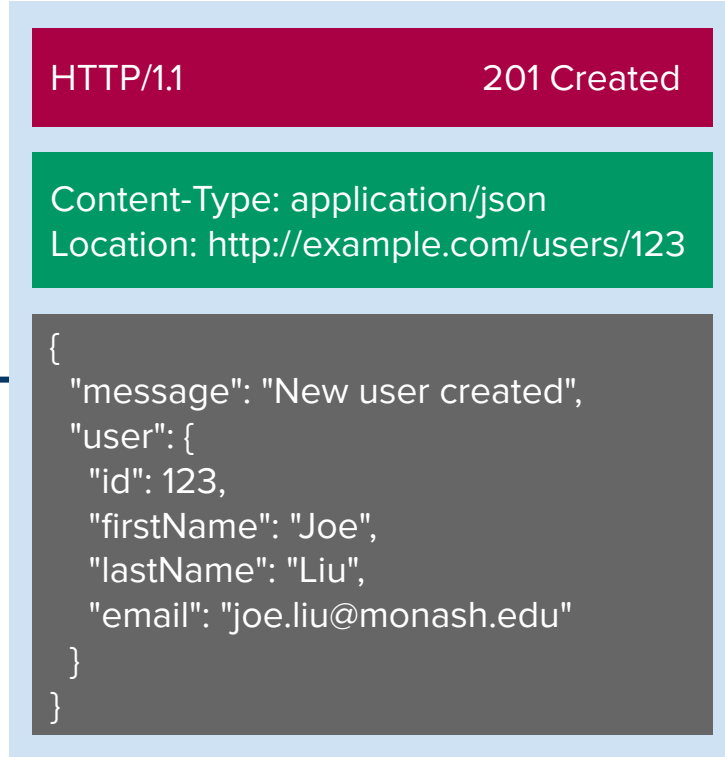 HTTP/1.1 201 Created
Content-Type: application/json
Location: http://example.com/users/123
{
"message": "New user created",
"user": {
"id": 123,
"firstName": "Joe",
"lastName": "Liu",
"email": "joe.liu@monash.edu"
}
}